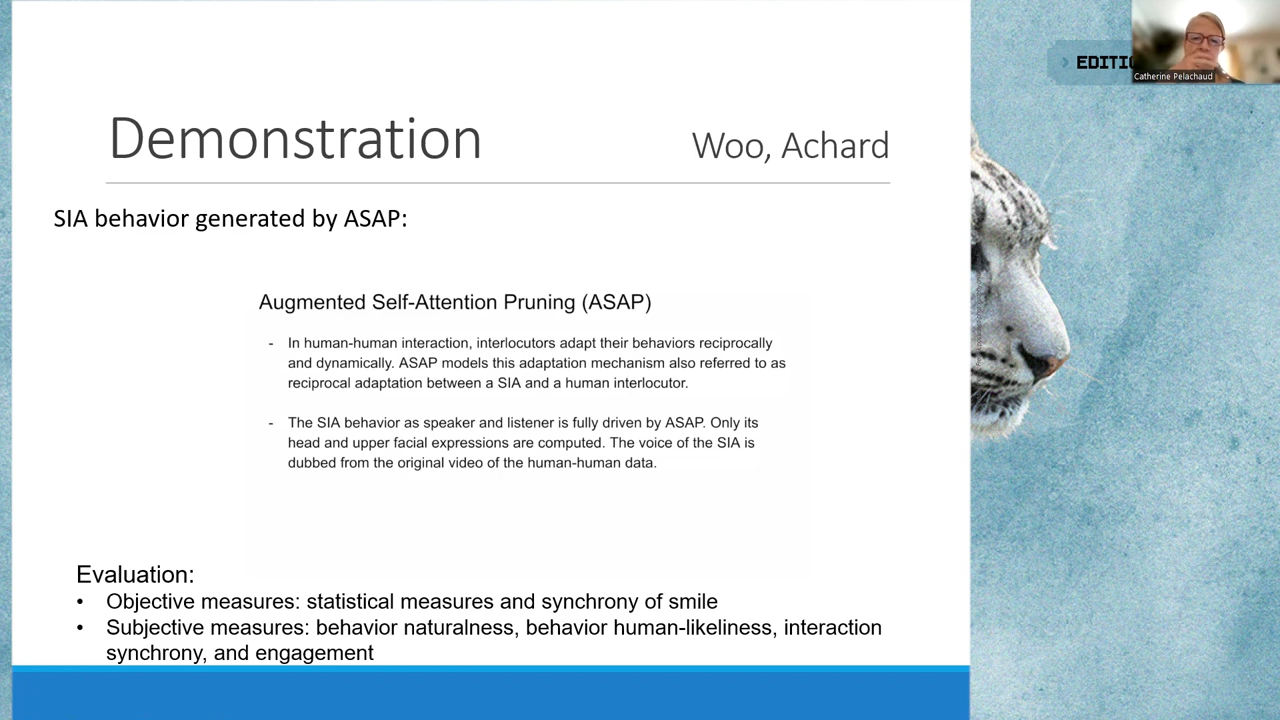 EDITIO
Catherine Pelachaud
Demonstration
Woo, Achard
SIA behavior generated by ASAP:
Augmented Self-Attention Pruning (ASAP)
- In human-human interaction, interlocutors adapt their behaviors reciprocally
and dynamically. ASAP models this adaptation mechanism also referred to as
reciprocal adaptation between a SIA and a human interlocutor.
- The SIA behavior as speaker and listener is fully driven by ASAP. Only its
head and upper facial expressions are computed. The voice of the SIA is
dubbed from the original video of the human-human data.
Evaluation:
• Objective measures: statistical measures and synchrony of smile
• Subjective measures: behavior naturalness, behavior human-likeliness, interaction
synchrony, and engagement